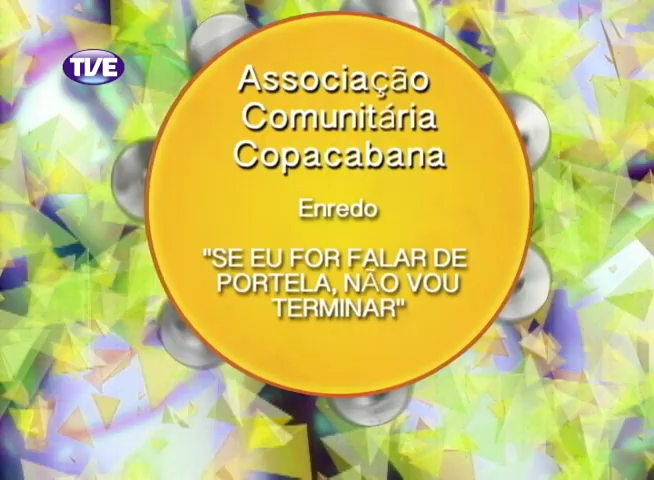 TVE
Associação
Comunitária
Copacabana
Enredo
"SE EU FOR FALAR DE
PORTELA, NÃO VOU
TERMINAR"